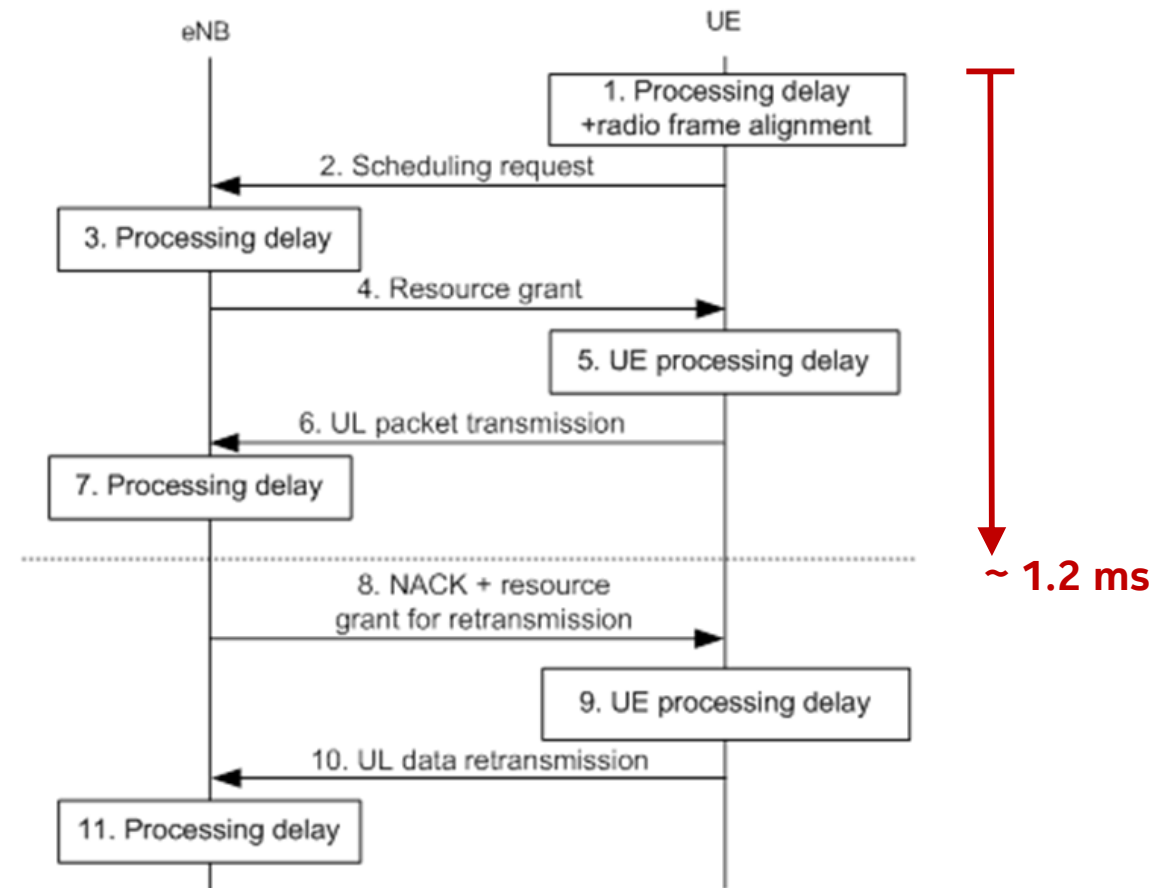 eNB
UE
1. Processing delay
+radio frame alignment
2. Scheduling request
3. Processing delay
4. Resource grant
5. UE processing delay
6. UL packet transmission
7. Processing delay
~ 1.2 ms
8. NACK + resource
grant for retransmission
9. UE processing delay
10. UL data retransmission
11. Processing delay